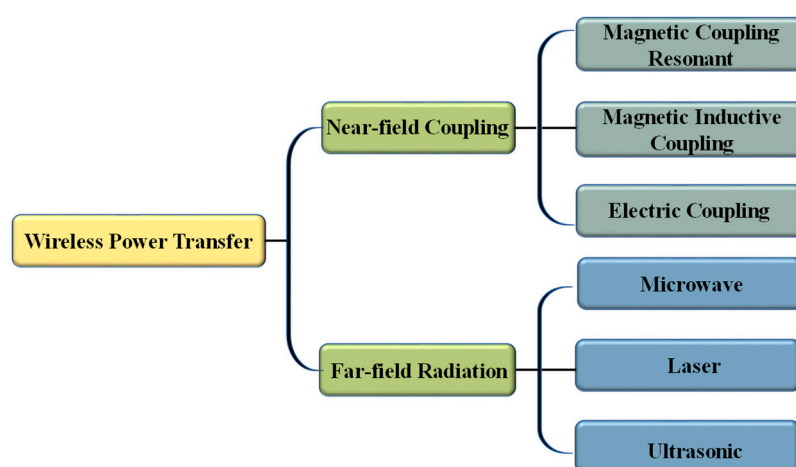 Magnetic Coupling
Resonant
Near-field Coupling
Magnetic Inductive
Coupling
Electric Coupling
Wireless Power Transfer
Microwave
Far-field Radiation
Laser
Ultrasonic